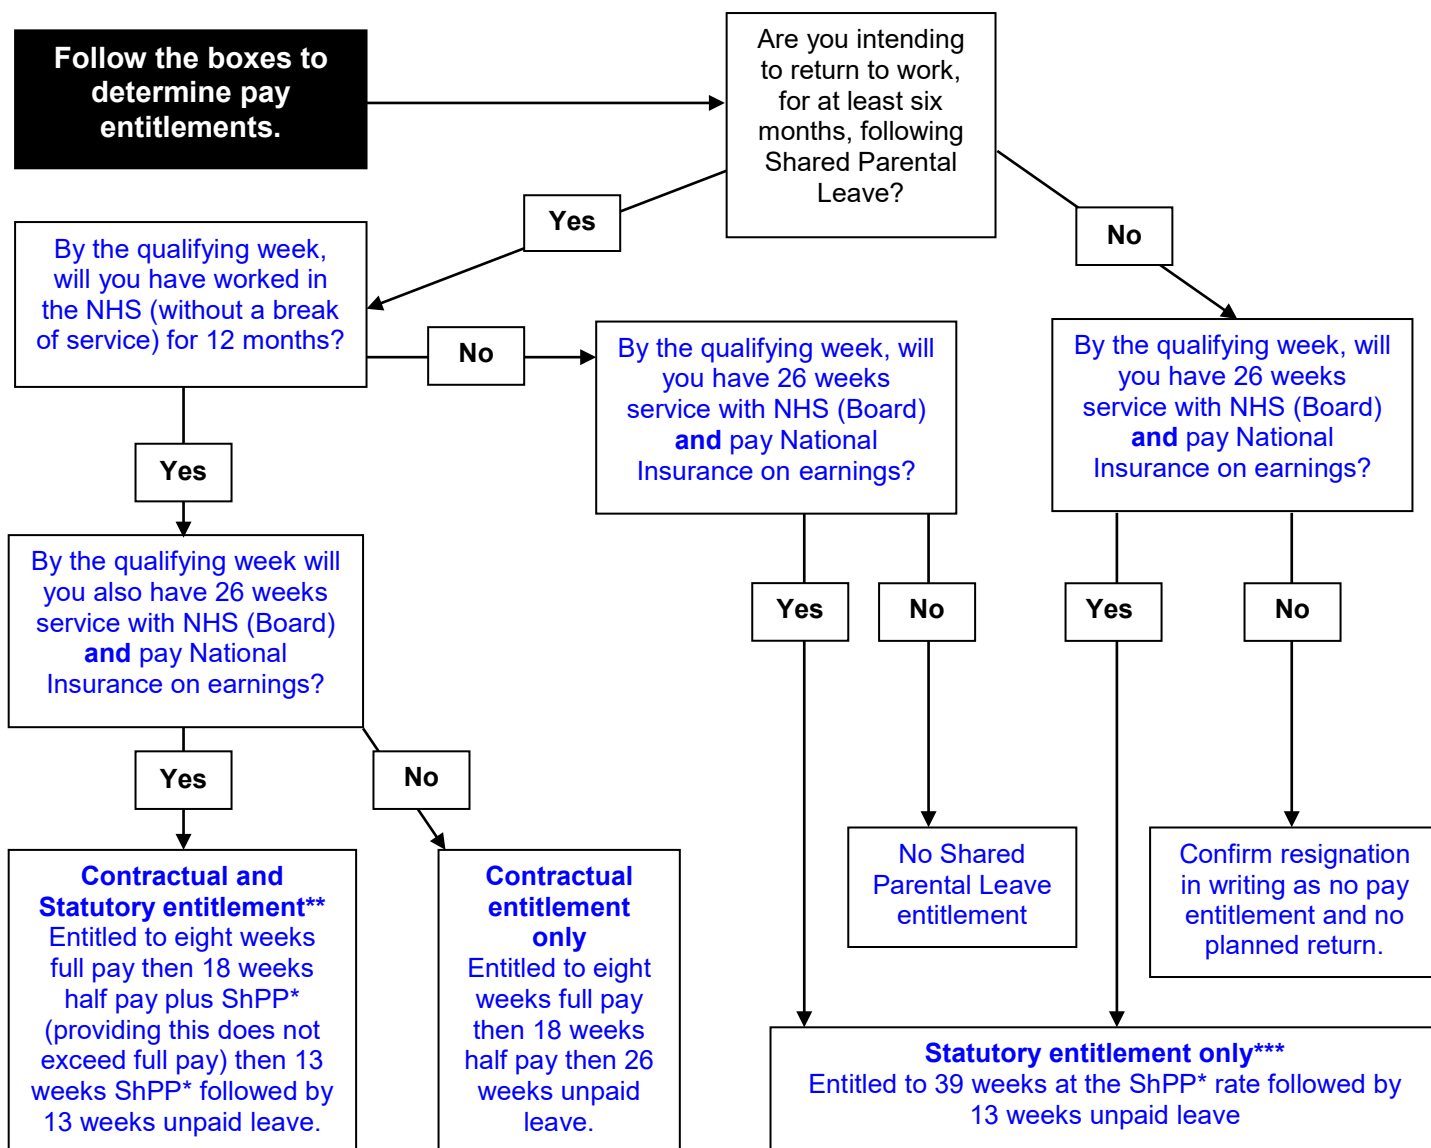 Follow the boxes to
determine pay
entitlements.
Are you intending
to return to work,
for at least six
months, following
Shared Parental
Leave?
Yes
No
By the qualifying week,
will you have worked in
the NHS (without a break
of service) for 12 months?
No
By the qualifying week, will
you have 26 weeks
service with NHS (Board)
and pay National
Insurance on earnings?
By the qualifying week, will
you have 26 weeks
service with NHS (Board)
and pay National
Insurance on earnings?
Yes
By the qualifying week will
you also have 26 weeks
service with NHS (Board)
and pay National
Insurance on earnings?
Yes
No
Yes
No
Yes
No
Contractual and
Statutory entitlement**
Entitled to eight weeks
full pay then 18 weeks
half pay plus ShPP*
(providing this does not
exceed full pay) then 13
weeks ShPP* followed by
13 weeks unpaid leave.
Contractual
entitlement
only
Entitled to eight
weeks full pay
then 18 weeks
half pay then 26
weeks unpaid
leave.
No Shared
Parental Leave
entitlement
Confirm resignation
in writing as no pay
entitlement and no
planned return.
Statutory entitlement only***
Entitled to 39 weeks at the ShPP* rate followed by
13 weeks unpaid leave